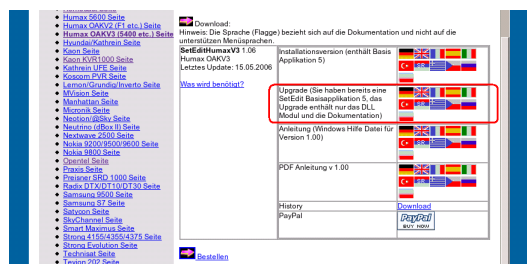 Humax 5600 Seite
Humax OAKV2 (F1 etc.) Seite
Humax OAKV3 (5400 etc.) Seite
Hyundai/Kathrein Seite
Kaon Seite
Kaon KVR1000 Seite
Kathrein UFE Seite
Koscom PVR Seite
Lemon/Grundig/Inverto Seite
MVision Seite
Manhattan Seite
Micronik Seite
Neotion/@Sky Seite
Neutrino (dBox II) Seite
Nextwave 2500 Seite
Nokia 9200/9500/9600 Seite
Nokia 9800 Seite
Opentel Seite
Praxis Seite
Preisner SRD 1000 Seite
Radix DTX/DT10/DT30 Seite
Samsung 9500 Seite
Samsung S7 Seite
Satycon Seite
SkyChannel Seite
Smart Maximus Seite
Strong 4155/4355/4375 Seite
Strong Evolution Seite
Technisat Seite
Tevion 202 Seite
Download:
Hinweis: Die Sprache (Flagge) bezieht sich auf die Dokumentation und nicht auf die
unterstützen Menüsprachen.
SetEditHumaxV3 1.06
Humax OAKV3
Letztes Update: 15.05.2006
Was wird benötigt?
Installationsversion (enthält Basis
Applikation 5)
Upgrade (Sie haben bereits eine
SetEdit Basisapplikation 5, das
Upgrade enthält nur das DLL
Modul und die Dokumentation)
Anleitung (Windows Hilfe Datei für
Version 1.00)
PDF Anleitung v 1.00
History
Download
PayPal
PayPal
BUY NOW
Bestellen